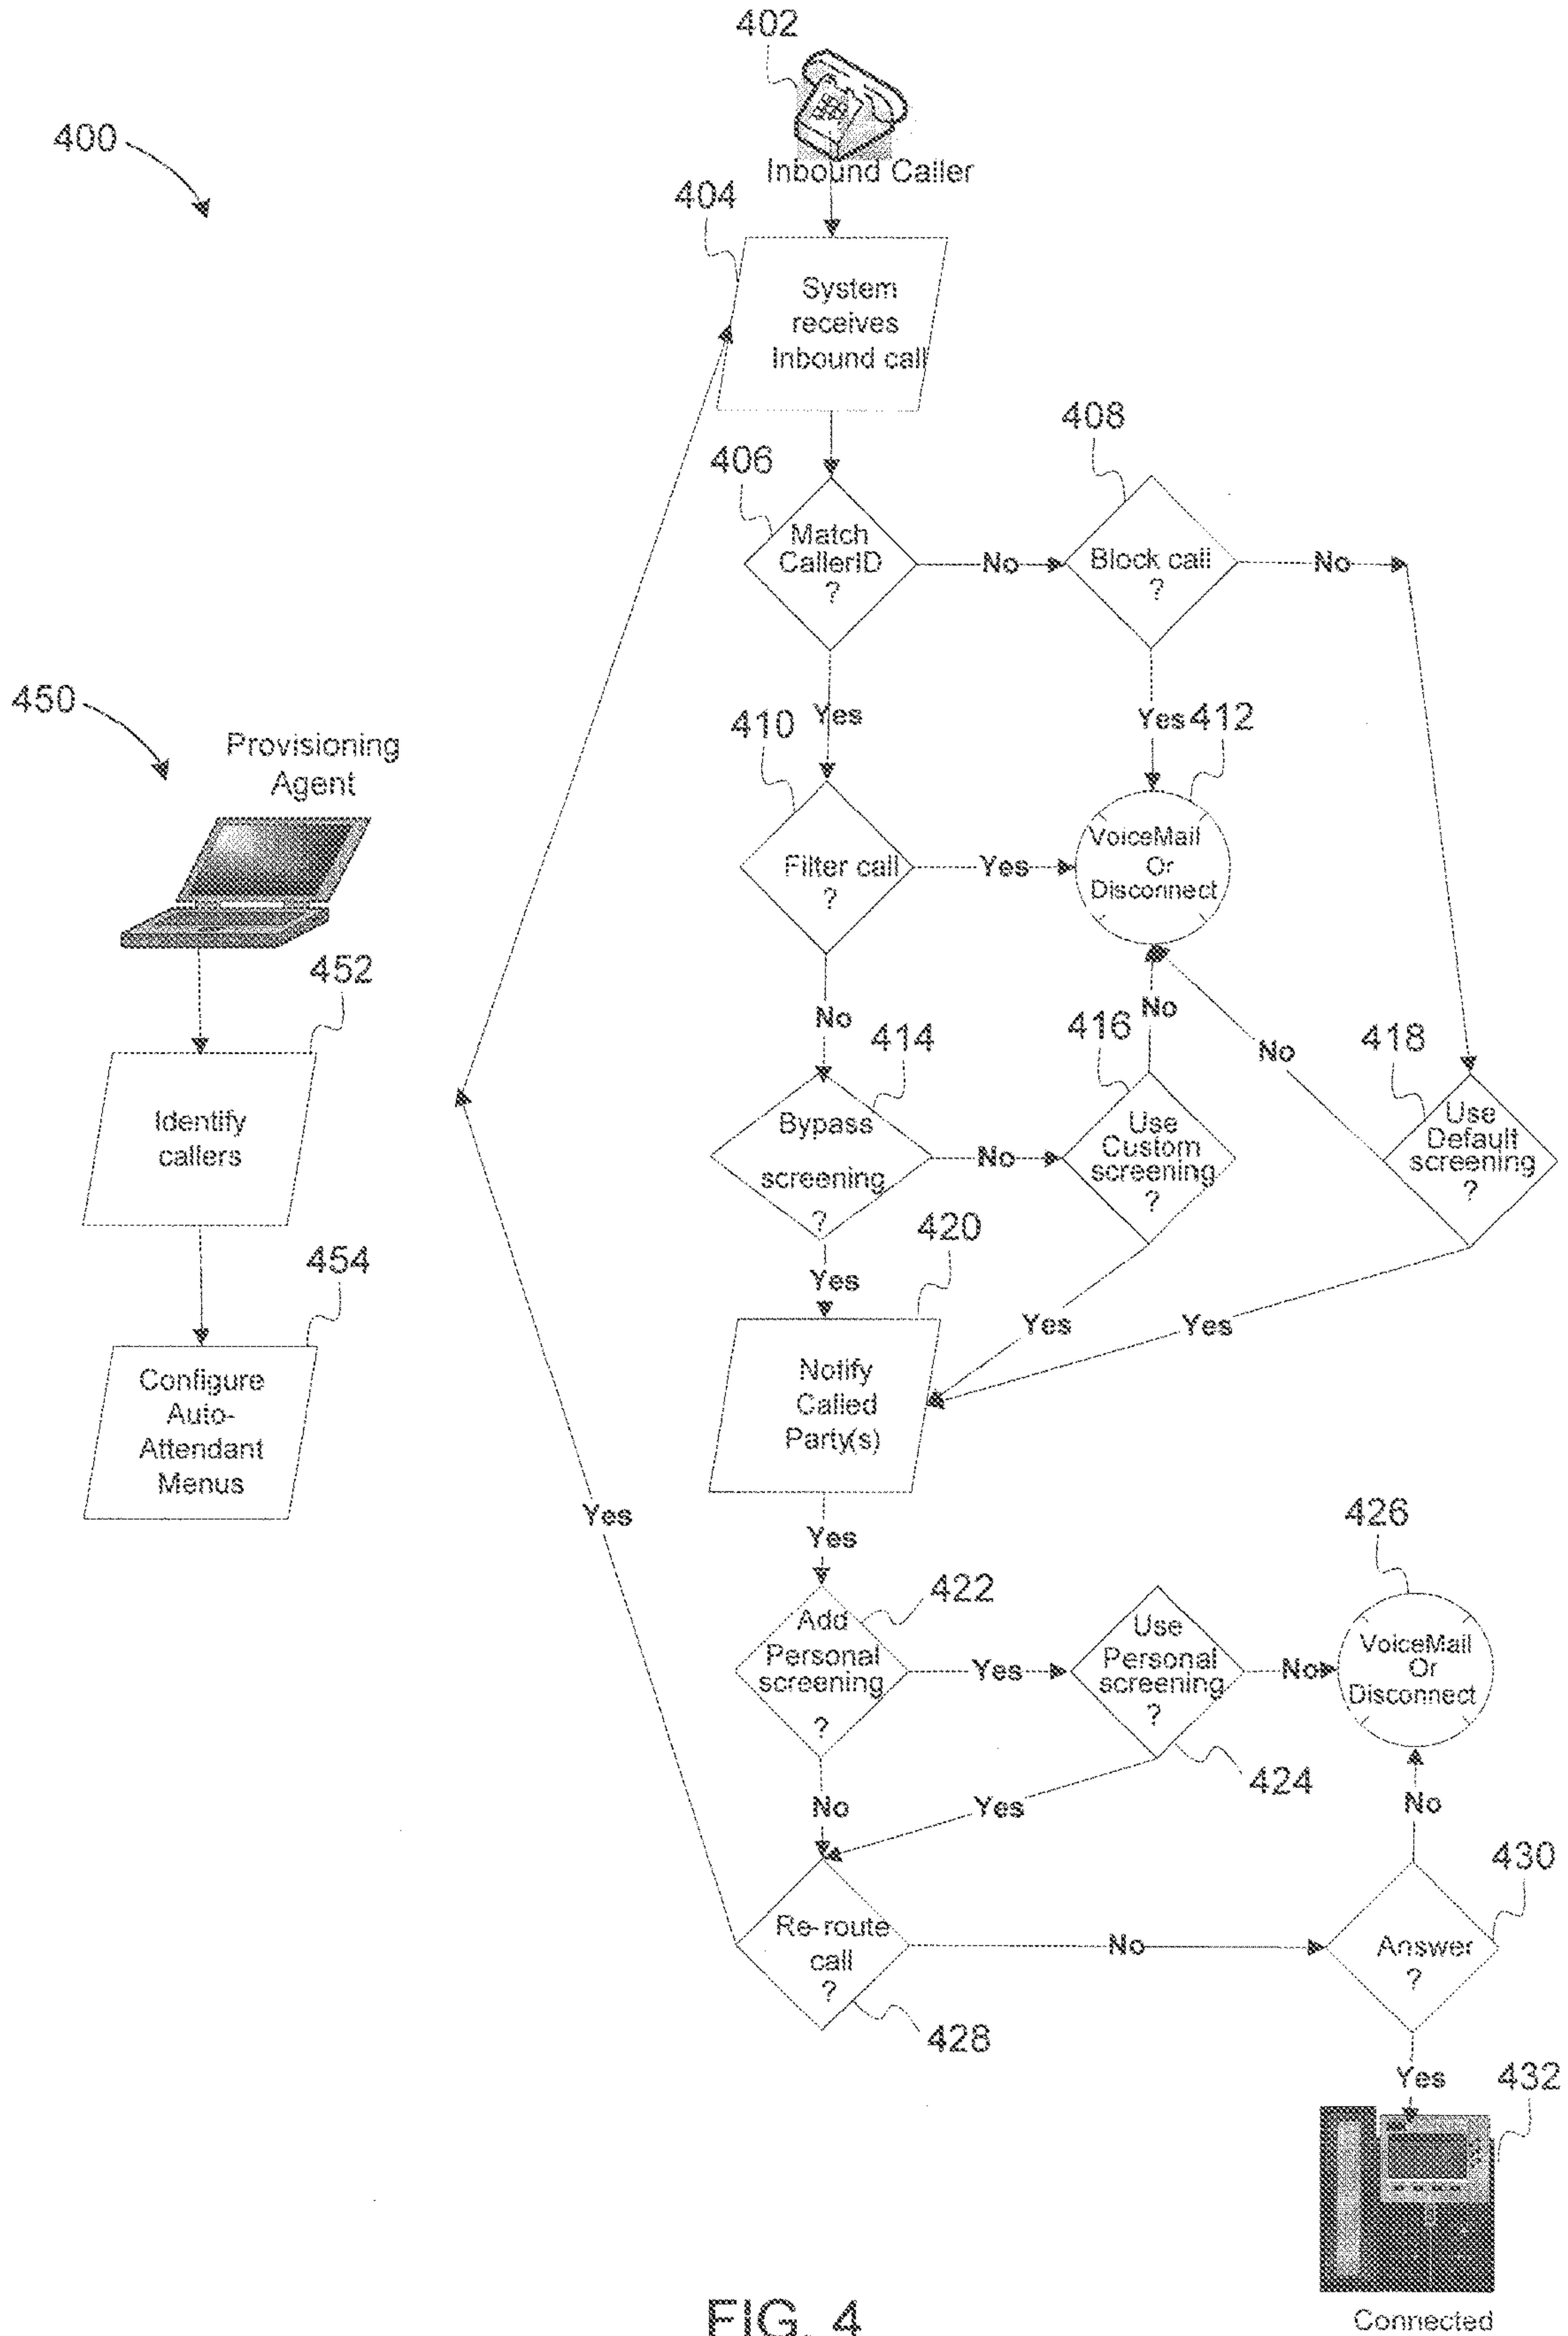 402
400
Inbound Caller
404
System
receives
Inbound call
408
406
Match
CallerID
?
No
Block call
?
No
450
Provisioning
Agent
410
Yes
Yes
412
Filter call
?
Yes
VoiceMail
Or
Disconnect
452
No
414
416
No
No
418
Identify
callers
Bypass
screening
?
No
Use
Custom
screening
?
Use
Default
screening
?
454
420
Yes
Yes
Yes
Configure
Auto-
Attendant
Menus
Notify
Called
Party(s)
Yes
Yes
426
422
Add
Personal
screening
?
Yes
Use
Personal
screening
?
No
VoiceMail
Or
Disconnect
424
No
Yes
No
430
Re-route
call
?
No
Answer
?
428
Yes
432
FIG. 4
Connected